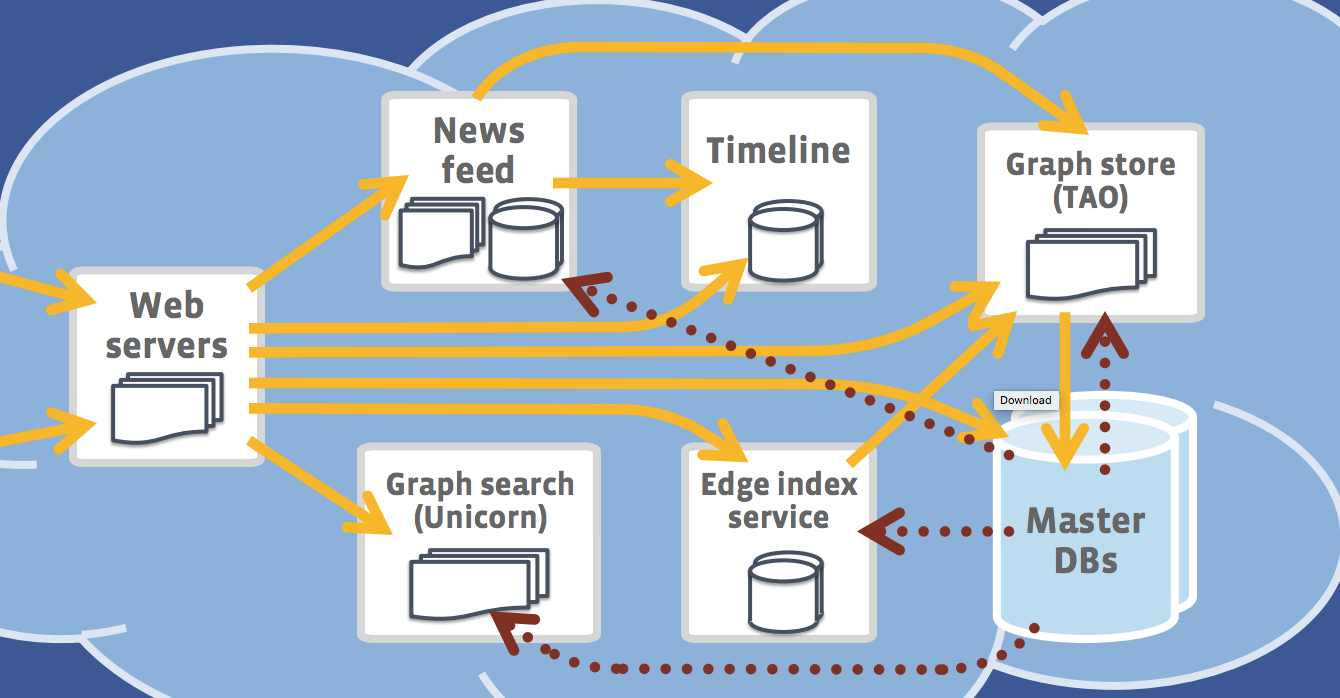 News
feed
Timeline
Graph store
(TAO)
Web
servers
Download
Graph search
(Unicorn)
Edge index
service
Master
DBs